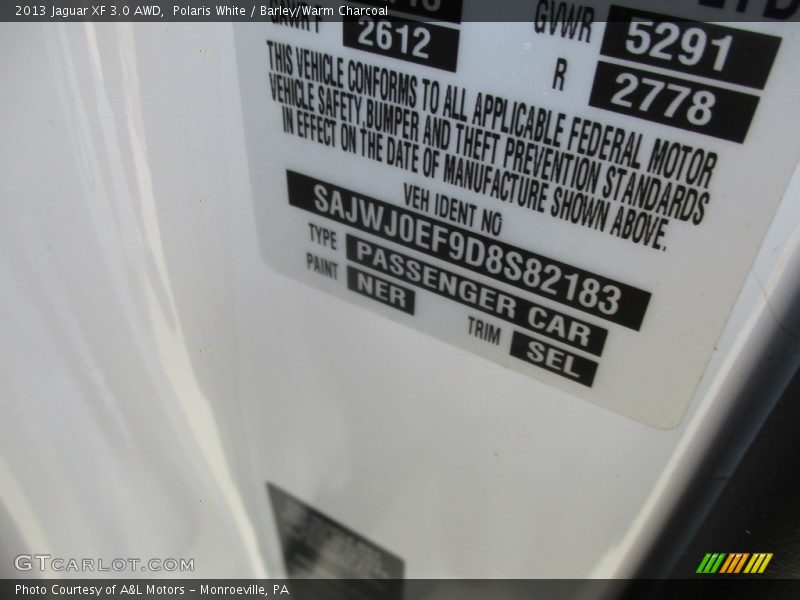 2013 Jaguar XF 3.0 AWD, Polaris White / Barley/Warm Charcoal
GVWR 5291
2612 R 2778
THIS VEHICLE CONFORMS TO ALL APPLICABLE FEDERAL MOTOR
VEHICLE SAFETY,BUMPER AND THEFT PREVENTION STANDARDS
IN EFFECT ON THE DATE OF MANUFACTURE SHOWN ABOVE.
VEH IDENT NO
SAJWJ0EF9D8S82183
TYPE PASSENGER CAR
PAINT NER
TRIM SEL
GTCARLOT.COM
Photo Courtesy of A&L Motors - Monroeville, PA